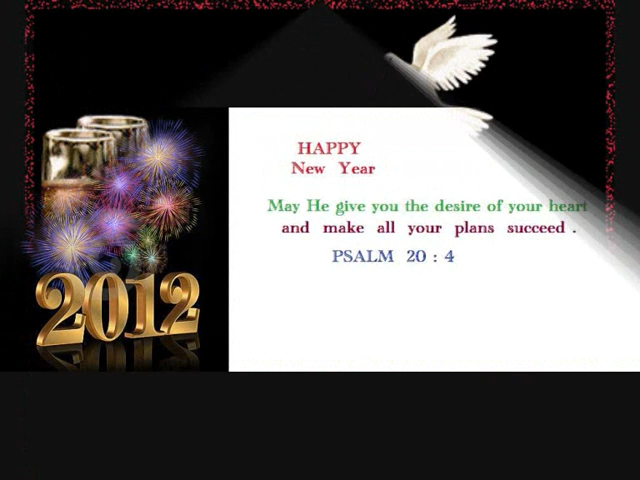 HAPPY
New Year
May He give you the desire of your heart
and make all your plans succeed .
PSALM 20 : 4
2012